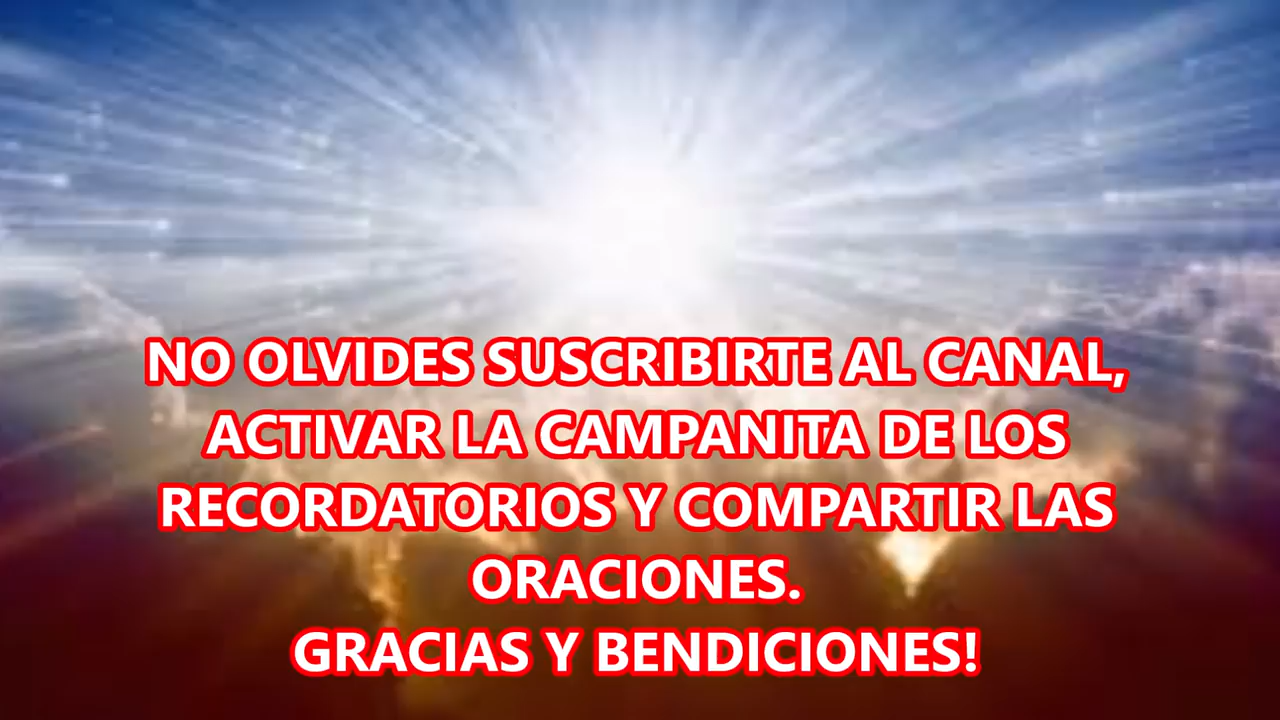 NO OLVIDES SUSCRIBIRTE AL CANAL,
ACTIVAR LA CAMPANITA DE LOS
RECORDATORIOS Y COMPARTIR LAS
ORACIONES.
GRACIAS Y BENDICIONES!